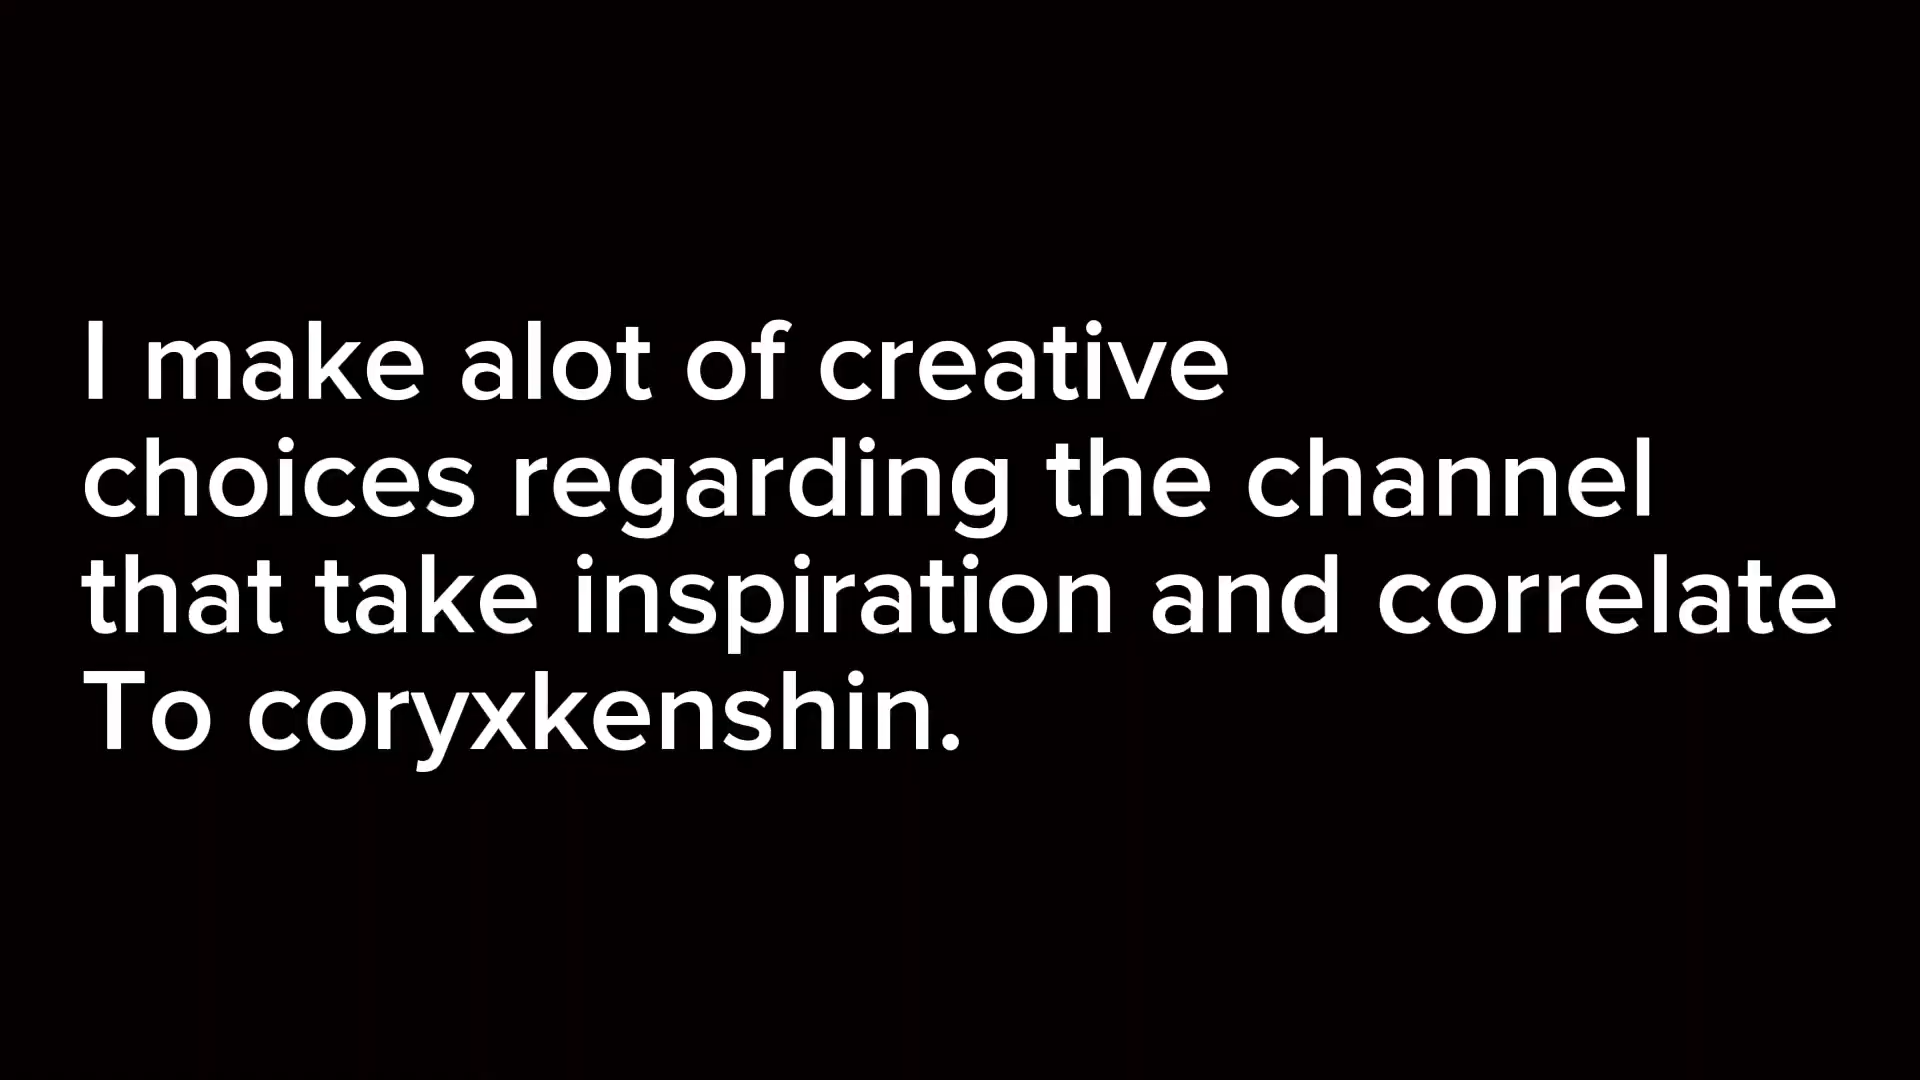 I make alot of creative
choices regarding the channel
that take inspiration and correlate
To coryxkenshin.